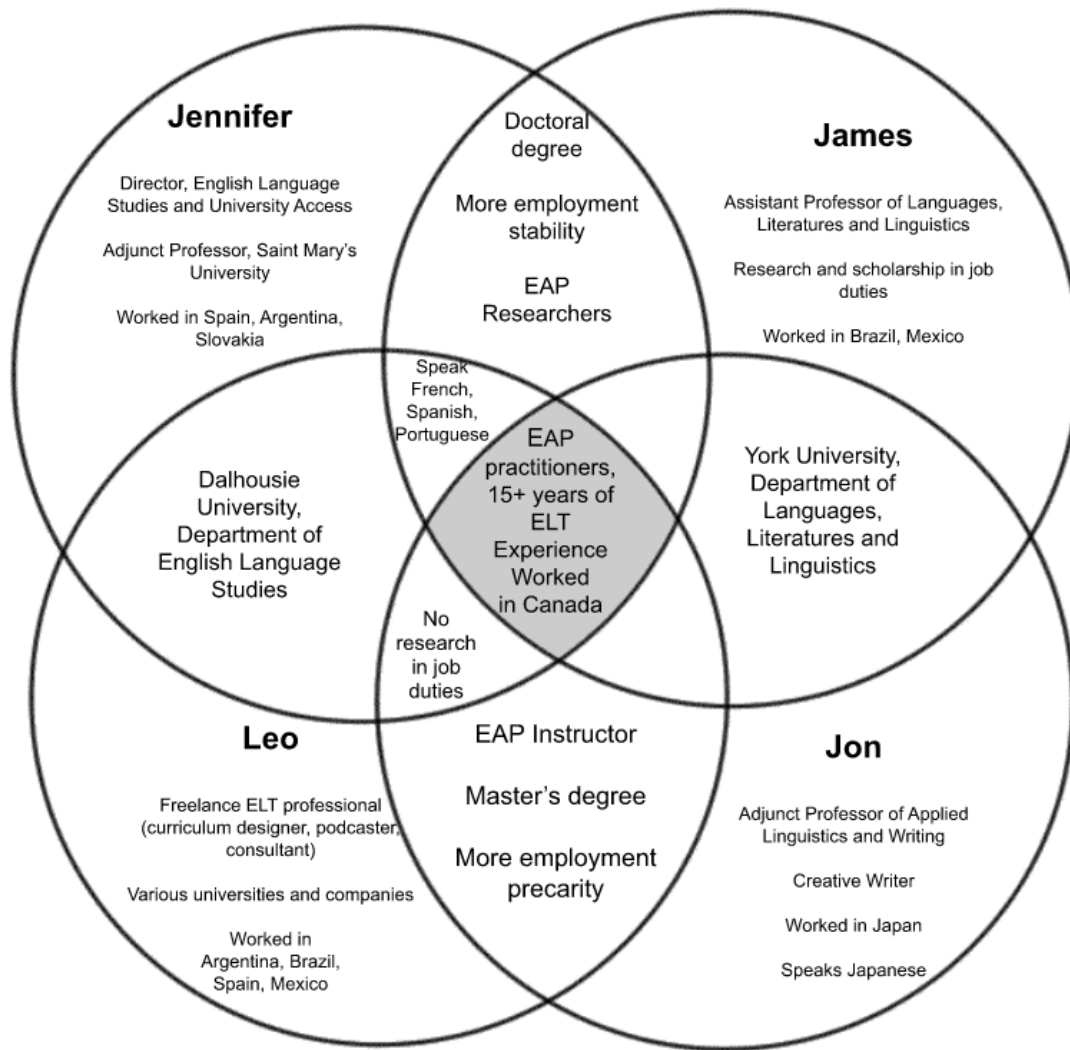 Jennifer
Director, English Language
Studies and University Access
Adjunct Professor, Saint Mary's
University
Worked in Spain, Argentina,
Slovakia
Doctoral
degree
More employment
stability
EAP
Researchers
James
Assistant Professor of Languages,
Literatures and Linguistics
Research and scholarship in job
duties
Worked in Brazil, Mexico
Speak
French,
Spanish,
Portuguese
Dalhousie
University,
Department of
English Language
Studies
EAP
practitioners,
15+ years of
ELT
Experience
Worked
in Canada
York University,
Department of
Languages,
Literatures and
Linguistics
No
research
in job
duties
Leo
Freelance ELT professional
(curriculum designer, podcaster,
consultant)
Various universities and companies
Worked in
Argentina, Brazil,
Spain, Mexico
EAP Instructor
Master's degree
More employment
precarity
Jon
Adjunct Professor of Applied
Linguistics and Writing
Creative Writer
Worked in Japan
Speaks Japanese